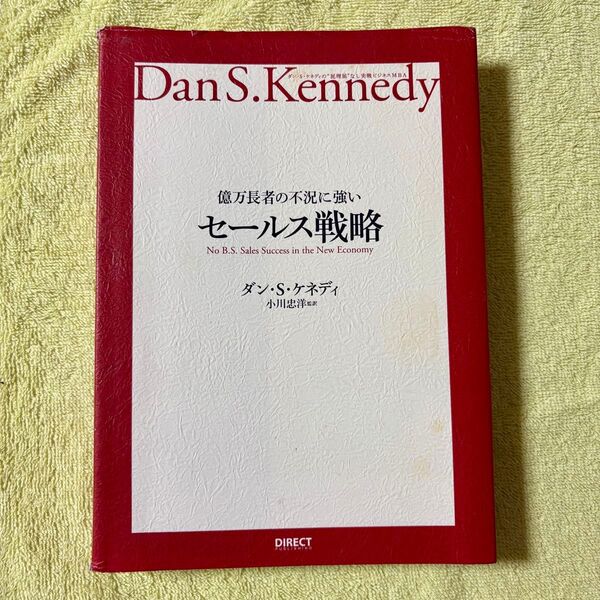 ダン・S・ケネディの"屁理屈"なし実戦ビジネスMBA
Dan S. Kennedy
億万長者の不況に強い
セールス戦略
No B.S. Sales Success in the New Economy
ダン・S・ケネディ
小川忠洋 監訳
DIRECT
PUBLISHING